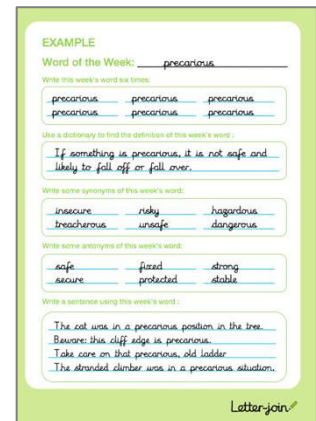 EXAMPLE
Word of the Week: precarious
Write this week's word six times:
precarious precarious precarious
precarious precarious precarious
Use a dictionary to find the definition of this week's word :
If something is precarious, it is not safe and
likely to fall off or fall over.
Write some synonyms of this week's word:
insecure risky hazardous
treacherous unsafe dangerous
Write some antonyms of this week's word:
safe fixed strong
secure protected stable
Write a sentence using this week's word :
The cat was in a precarious position in the tree.
Beware: this cliff edge is precarious.
Take care on that precarious, old ladder
The stranded climber was in a precarious situation.
Letter-join